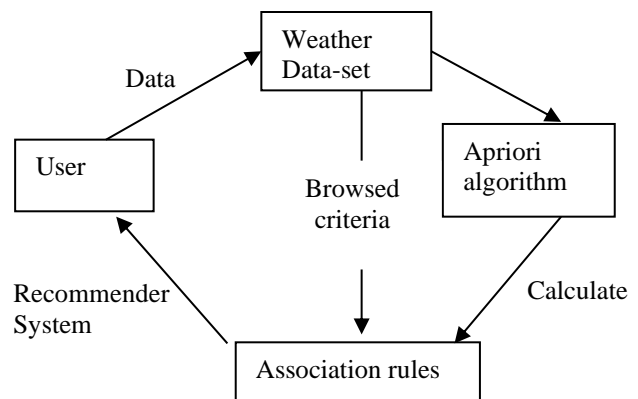 Weather
Data-set
Data
User
Apriori
algorithm
Browsed
criteria
Recommender
System
Calculate
Association rules